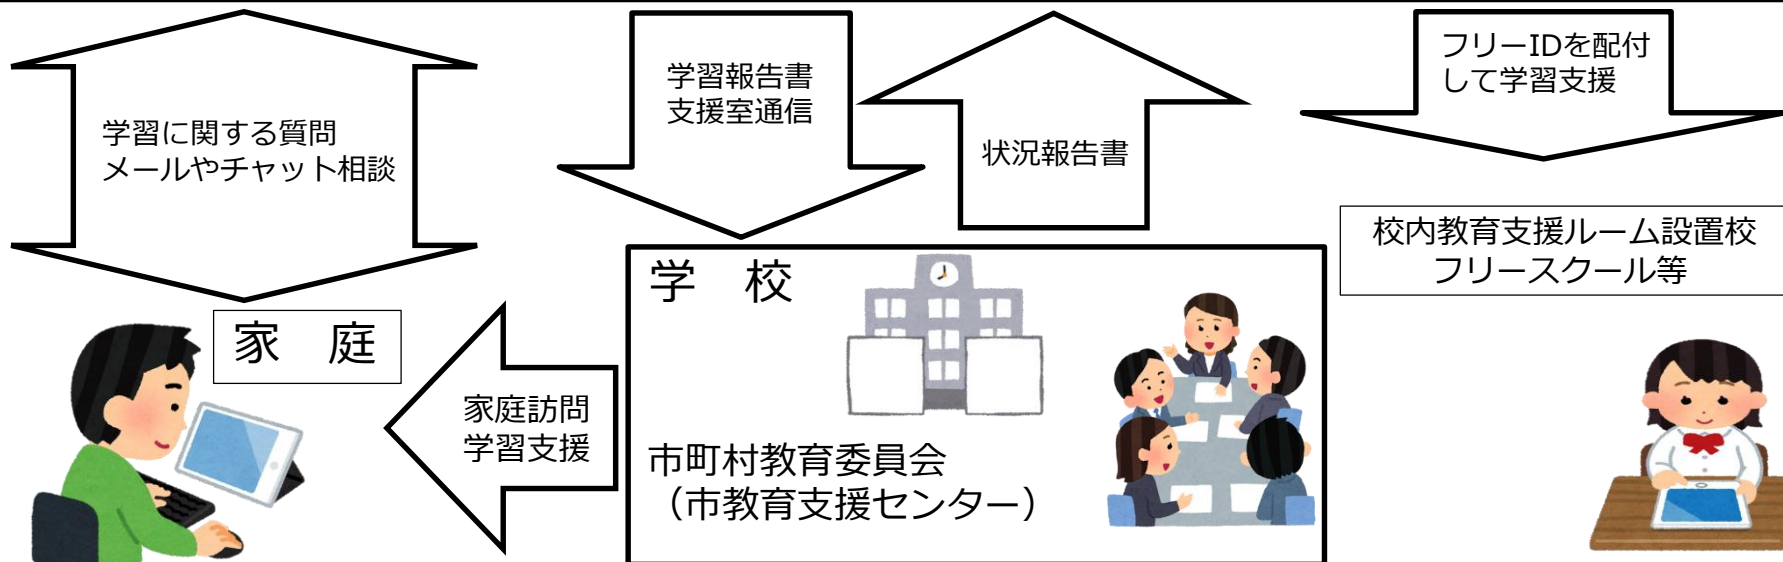 学習に関する質問
メールやチャット相談
学習報告書
支援室通信
状況報告書
フリーIDを配付
して学習支援
校内教育支援ルーム設置校
フリースクール等
家　庭
家庭訪問
学習支援
学　校
市町村教育委員会
（市教育支援センター）